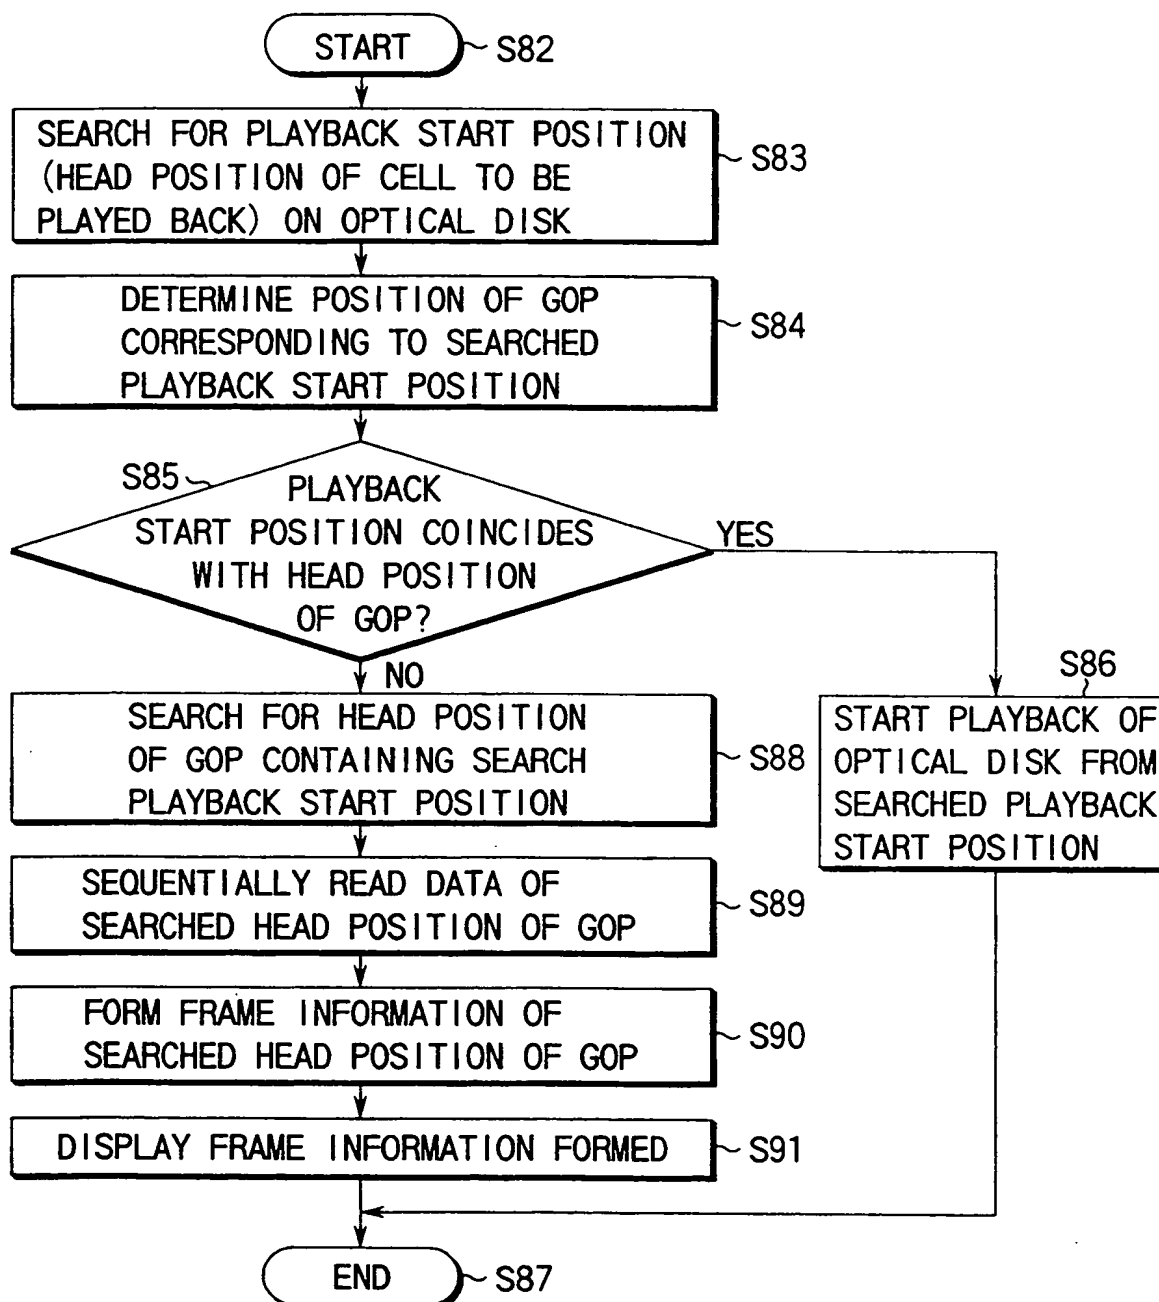 START
S82
SEARCH FOR PLAYBACK START POSITION
(HEAD POSITION OF CELL TO BE
PLAYED BACK) ON OPTICAL DISK
S83
DETERMINE POSITION OF GOP
CORRESPONDING TO SEARCHED
PLAYBACK START POSITION
S84
S85
PLAYBACK
START POSITION COINCIDES
WITH HEAD POSITION
OF GOP?
YES
NO
S86
START PLAYBACK OF
OPTICAL DISK FROM
SEARCHED PLAYBACK
START POSITION
SEARCH FOR HEAD POSITION
OF GOP CONTAINING SEARCH
PLAYBACK START POSITION
S88
SEQUENTIALLY READ DATA OF
SEARCHED HEAD POSITION OF GOP
S89
FORM FRAME INFORMATION OF
SEARCHED HEAD POSITION OF GOP
S90
DISPLAY FRAME INFORMATION FORMED
S91
END
S87